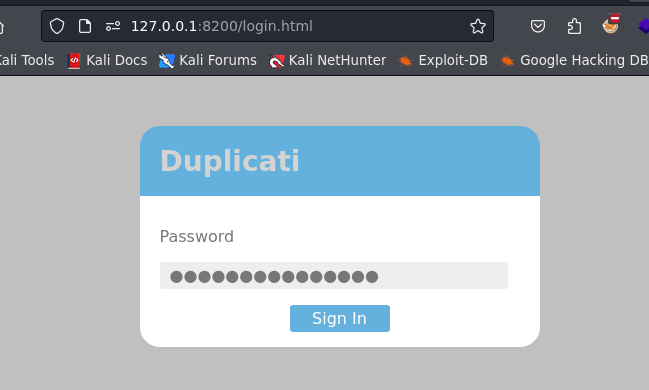 127.0.0.1:8200/login.html
Kali Tools Kali Docs Kali Forums Kali NetHunter Exploit-DB Google Hacking DB
Duplicati
Password
●●●●●●●●●●●●●●●
Sign In